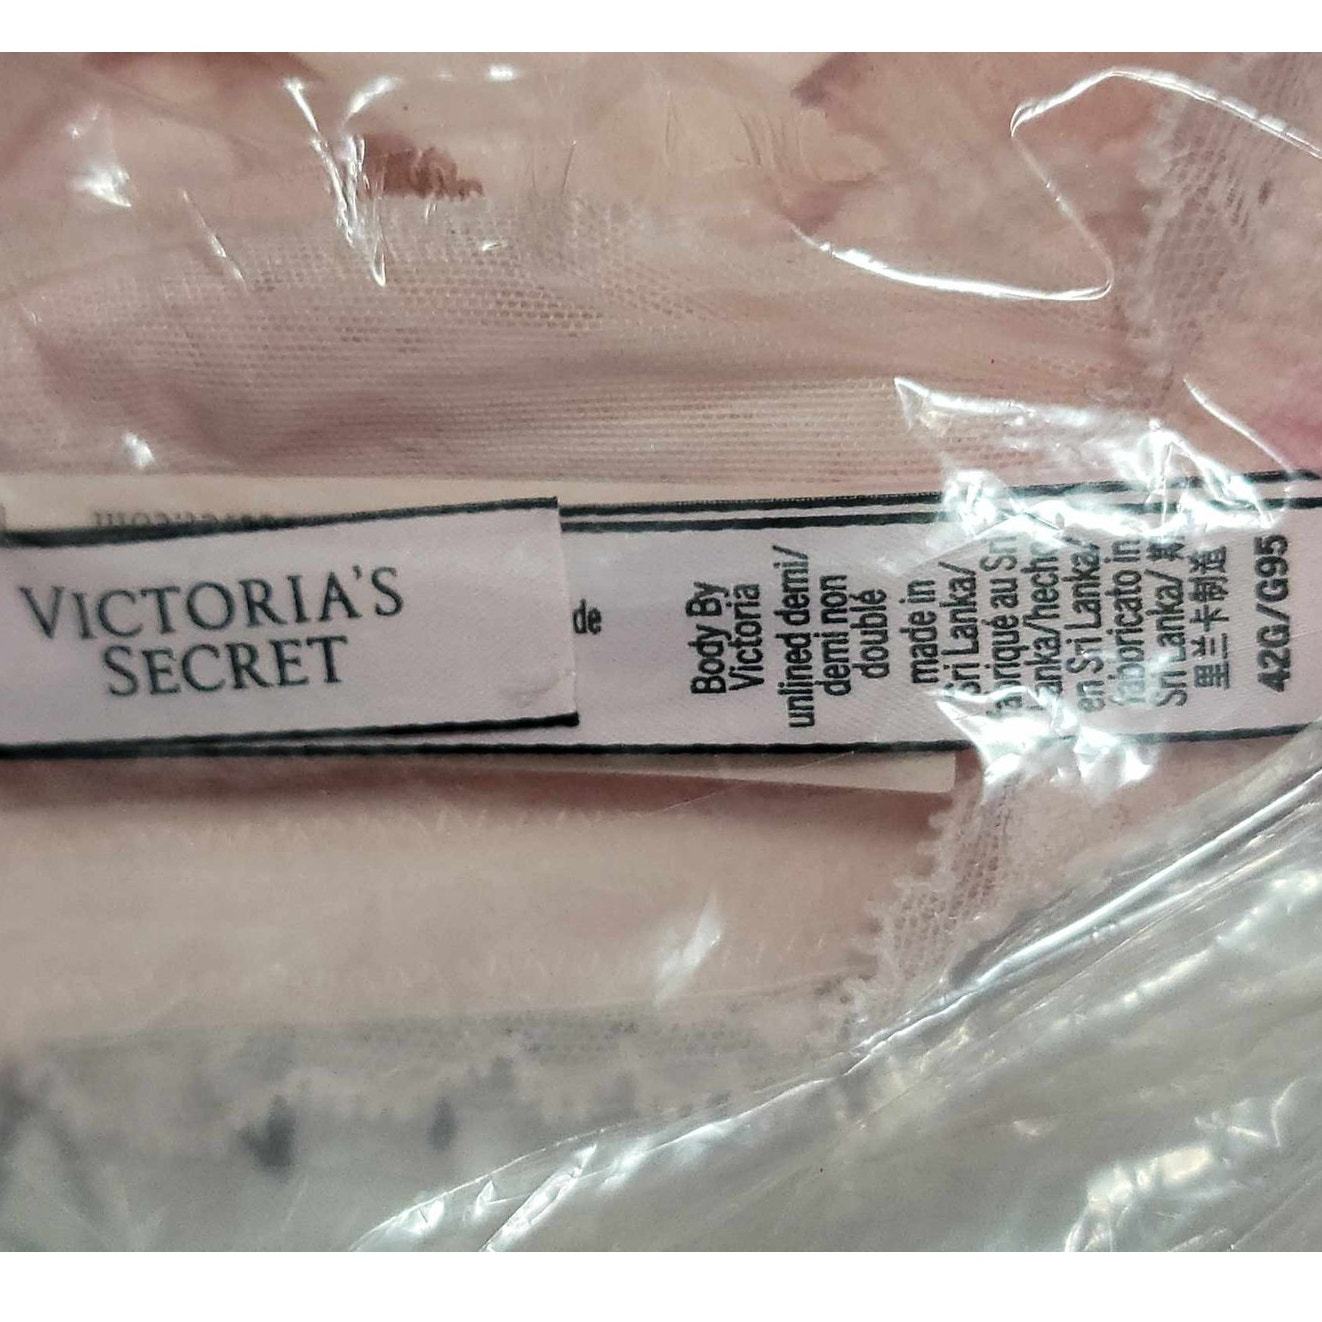 VICTORIA'S
SECRET
de
Body By
Victoria
unlined demi/
demi non
doublé
made in
Sri Lanka/
fabriqué au Sri
Lanka/hecho
en Sri Lanka/
fabbricato in
Sri Lanka/ 斯
里兰卡制造
42G/G95